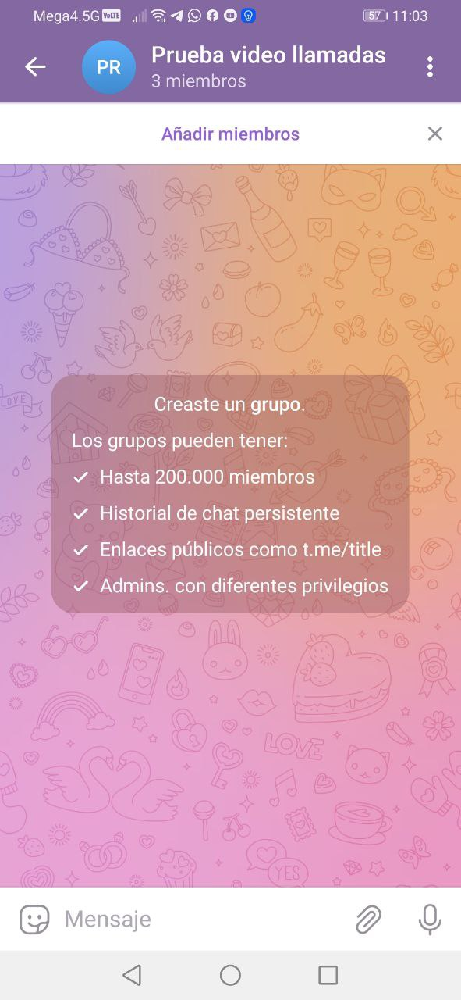 Mega4.5G VoLTE 57 11:03
PR
Prueba video llamadas
3 miembros
Añadir miembros
LOVE
Creaste un grupo.
Los grupos pueden tener:
Hasta 200.000 miembros
Historial de chat persistente
Enlaces públicos como t.me/title
Admins. con diferentes privilegios
LOVE
YES
Mensaje